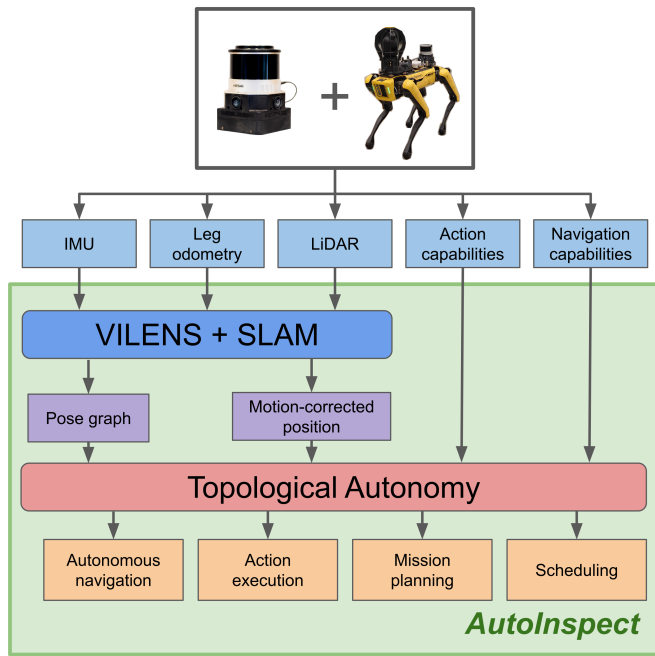 IMU
Leg
odometry
LiDAR
Action
capabilities
Navigation
capabilities
VILENS + SLAM
Pose graph
Motion-corrected
position
Topological Autonomy
Autonomous
navigation
Action
execution
Mission
planning
Scheduling
AutoInspect